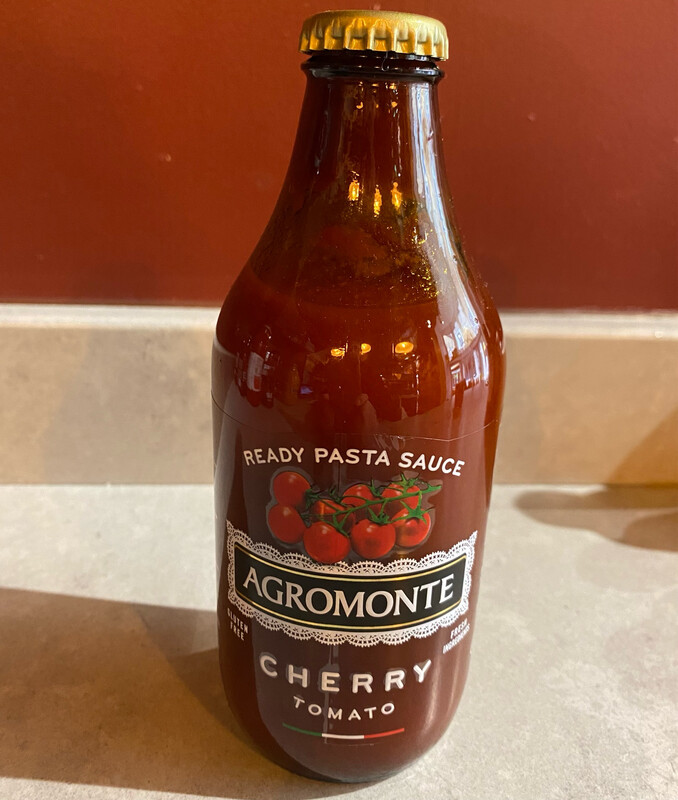 READY PASTA SAUCE
AGROMONTE
GLUTEN
FREE
FRESH
INGREDIENTS
CHERRY
TOMATO